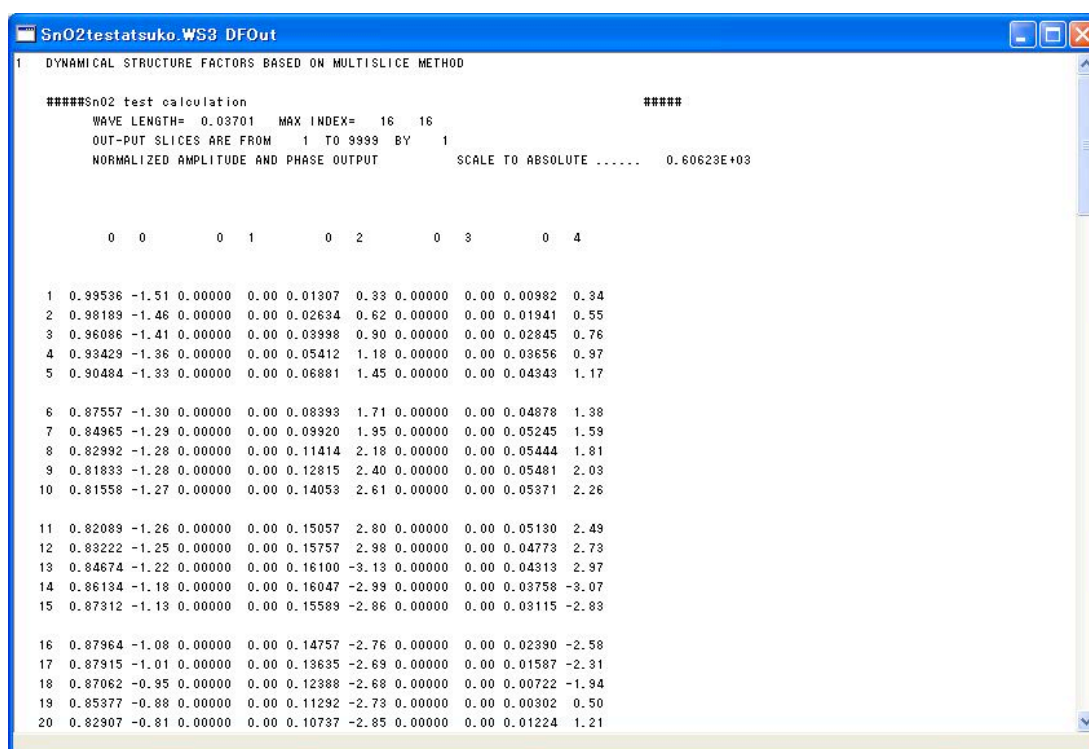 SnO2testatsuko.WS3 DFOut
1 DYNAMICAL STRUCTURE FACTORS BASED ON MULTISLICE METHOD
#####SnO2 test calculation #####
WAVE LENGTH= 0.03701 MAX INDEX= 16 16
OUT-PUT SLICES ARE FROM 1 TO 9999 BY 1
NORMALIZED AMPLITUDE AND PHASE OUTPUT SCALE TO ABSOLUTE ...... 0.60623E+03
0 0 0 1 0 2 0 3 0 4
1 0.99536 -1.51 0.00000 0.00 0.01307 0.33 0.00000 0.00 0.00982 0.34
2 0.98189 -1.46 0.00000 0.00 0.02634 0.62 0.00000 0.00 0.01941 0.55
3 0.96086 -1.41 0.00000 0.00 0.03998 0.90 0.00000 0.00 0.02845 0.76
4 0.93429 -1.36 0.00000 0.00 0.05412 1.18 0.00000 0.00 0.03656 0.97
5 0.90484 -1.33 0.00000 0.00 0.06881 1.45 0.00000 0.00 0.04343 1.17
6 0.87557 -1.30 0.00000 0.00 0.08393 1.71 0.00000 0.00 0.04878 1.38
7 0.84965 -1.29 0.00000 0.00 0.09920 1.95 0.00000 0.00 0.05245 1.59
8 0.82992 -1.28 0.00000 0.00 0.11414 2.18 0.00000 0.00 0.05444 1.81
9 0.81833 -1.28 0.00000 0.00 0.12815 2.40 0.00000 0.00 0.05481 2.03
10 0.81558 -1.27 0.00000 0.00 0.14053 2.61 0.00000 0.00 0.05371 2.26
11 0.82089 -1.26 0.00000 0.00 0.15057 2.80 0.00000 0.00 0.05130 2.49
12 0.83222 -1.25 0.00000 0.00 0.15757 2.98 0.00000 0.00 0.04773 2.73
13 0.84674 -1.22 0.00000 0.00 0.16100 -3.13 0.00000 0.00 0.04313 2.97
14 0.86134 -1.18 0.00000 0.00 0.16047 -2.99 0.00000 0.00 0.03758 -3.07
15 0.87312 -1.13 0.00000 0.00 0.15589 -2.86 0.00000 0.00 0.03115 -2.83
16 0.87964 -1.08 0.00000 0.00 0.14757 -2.76 0.00000 0.00 0.02390 -2.58
17 0.87915 -1.01 0.00000 0.00 0.13635 -2.69 0.00000 0.00 0.01587 -2.31
18 0.87062 -0.95 0.00000 0.00 0.12388 -2.68 0.00000 0.00 0.00722 -1.94
19 0.85377 -0.88 0.00000 0.00 0.11292 -2.73 0.00000 0.00 0.00302 0.50
20 0.82907 -0.81 0.00000 0.00 0.10737 -2.85 0.00000 0.00 0.01224 1.21